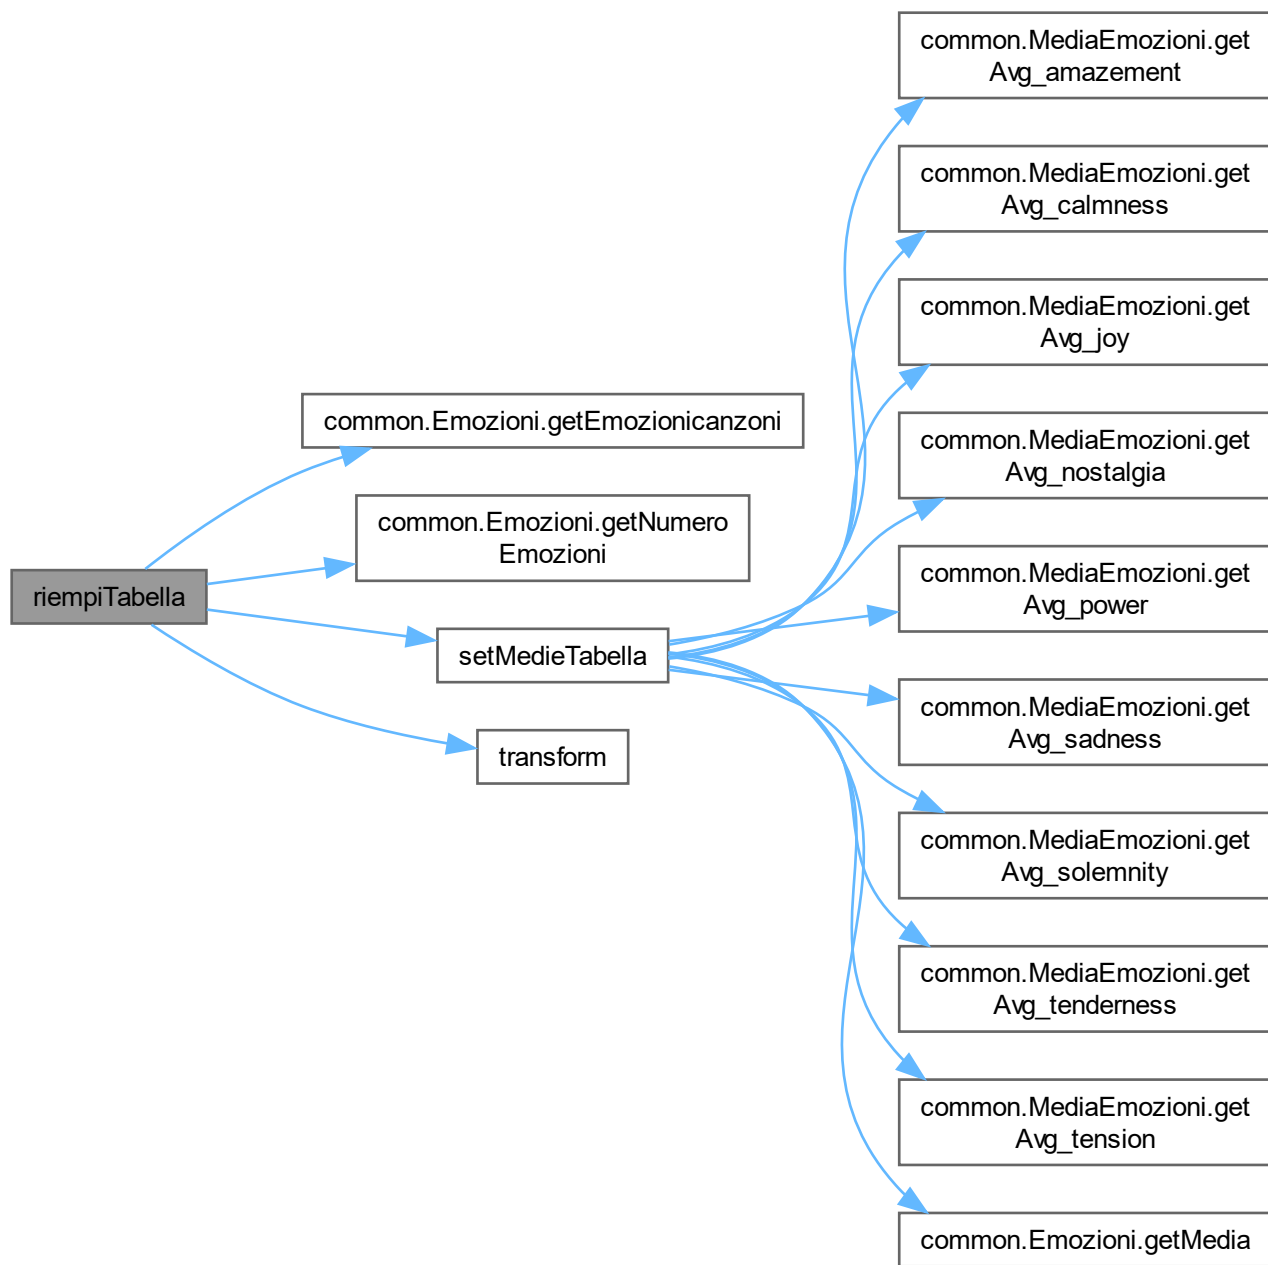 riempiTabella
common.Emozioni.getEmozionicanzoni
common.Emozioni.getNumero
Emozioni
setMedieTabella
transform
common.MediaEmozioni.get
Avg_amazement
common.MediaEmozioni.get
Avg_calmness
common.MediaEmozioni.get
Avg_joy
common.MediaEmozioni.get
Avg_nostalgia
common.MediaEmozioni.get
Avg_power
common.MediaEmozioni.get
Avg_sadness
common.MediaEmozioni.get
Avg_solemnity
common.MediaEmozioni.get
Avg_tenderness
common.MediaEmozioni.get
Avg_tension
common.Emozioni.getMedia